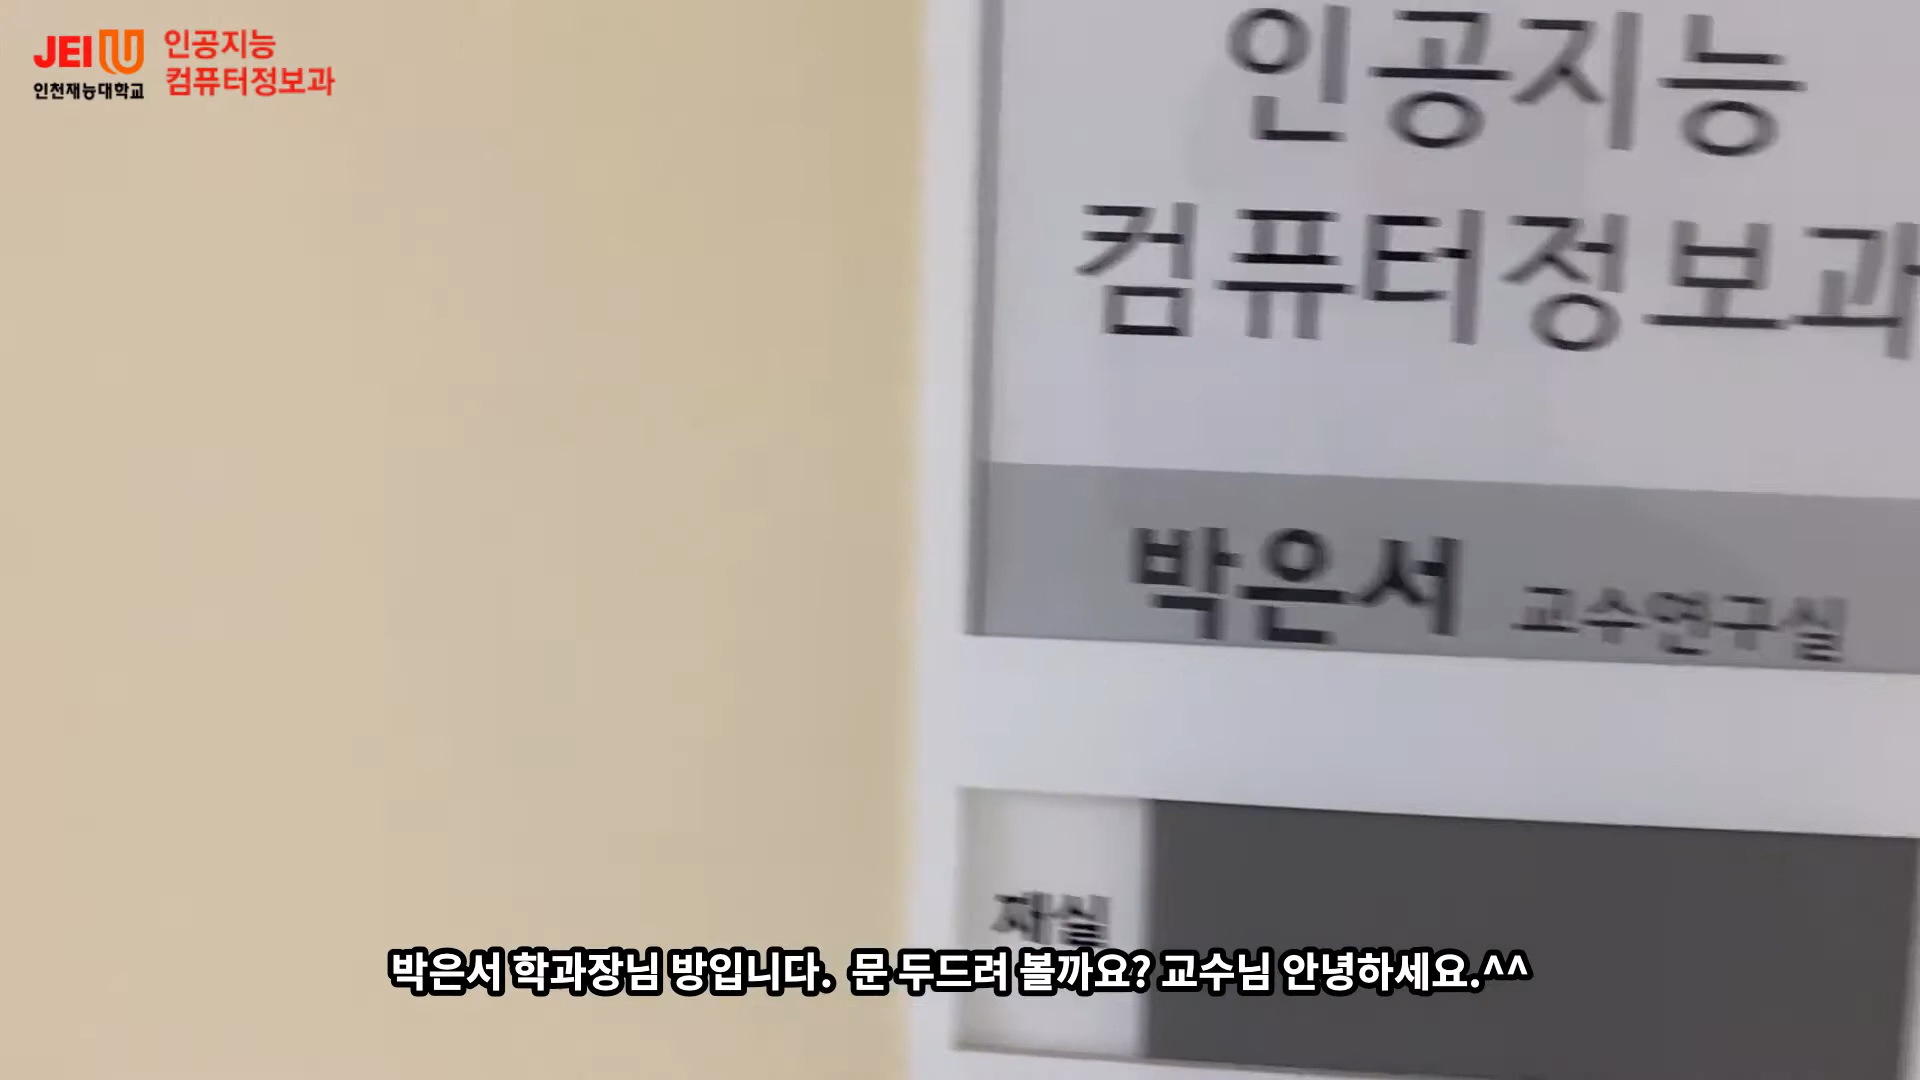 JEIU
인천재능대학교
인공지능
컴퓨터정보과
인공지능
컴퓨터정보과
박은서 교수연구실
재실
박은서 학과장님 방입니다. 문 두드려 볼까요? 교수님 안녕하세요.^^